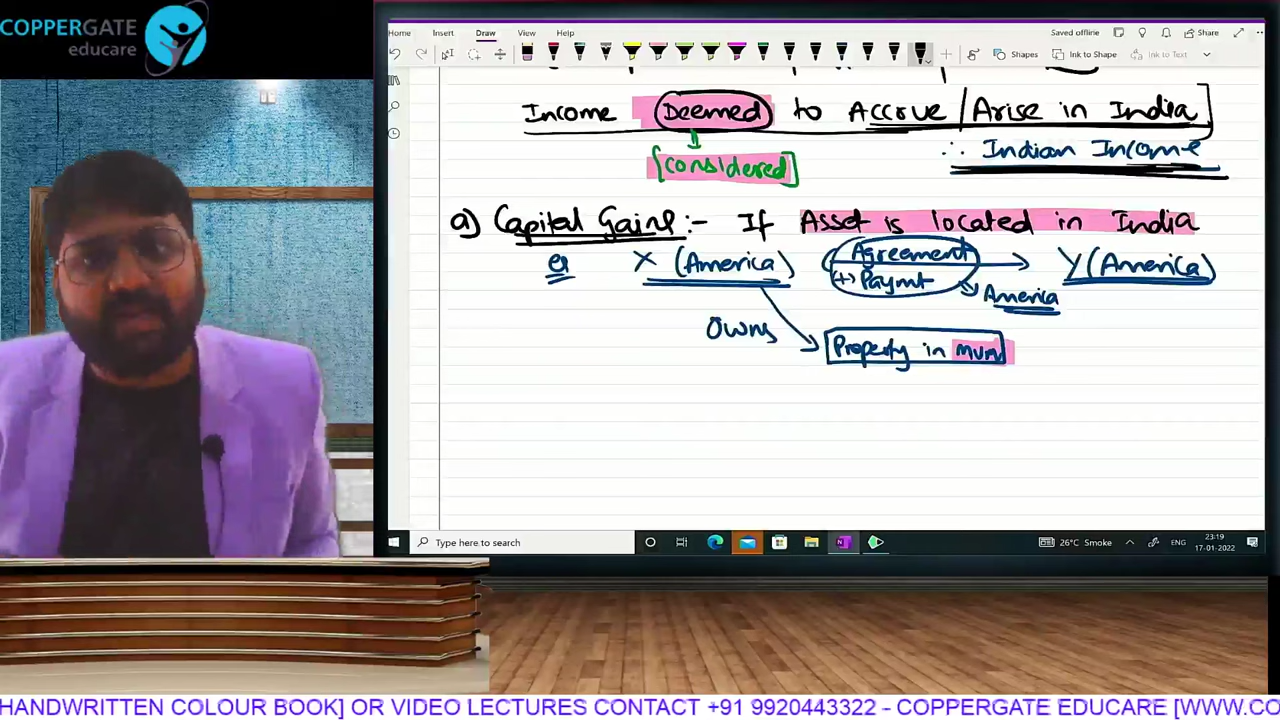 COPPERGATE
educare
Home Insert Draw View Help
Saved offline
Share
Shapes
Ink to Shape
Ink to Text
Income Deemed to Accrue / Arise in India
[considered]
∴ Indian Income
a) Capital Gains :- If Asset is located in India
eg X (America) Agreement Y (America)
(+) Paymt
America
Owns
Property in mum
Type here to search
26°C Smoke
ENG
23:19
17-01-2022
HANDWRITTEN COLOUR BOOK] OR VIDEO LECTURES CONTACT +91 9920443322 - COPPERGATE EDUCARE [WWW.CO